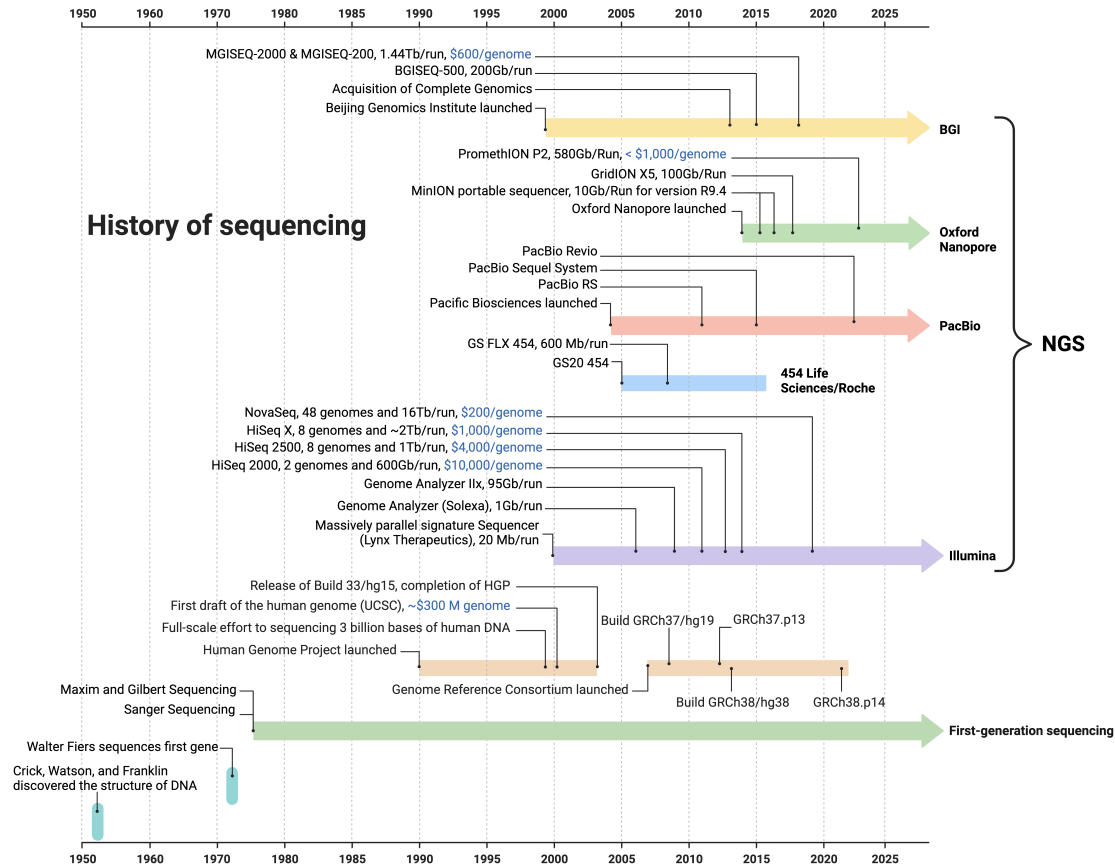 1950 1960 1970 1980 1985 1990 1995 2000 2005 2010 2015 2020 2025
MGISEQ-2000 & MGISEQ-200, 1.44Tb/run, $600/genome
BGISEQ-500, 200Gb/run
Acquisition of Complete Genomics
Beijing Genomics Institute launched
BGI
PromethION P2, 580Gb/Run, < $1,000/genome
GridION X5, 100Gb/Run
MinION portable sequencer, 10Gb/Run for version R9.4
Oxford Nanopore launched
History of sequencing
Oxford
Nanopore
PacBio Revio
PacBio Sequel System
PacBio RS
Pacific Biosciences launched
PacBio
NGS
GS FLX 454, 600 Mb/run
GS20 454
454 Life
Sciences/Roche
NovaSeq, 48 genomes and 16Tb/run, $200/genome
HiSeq X, 8 genomes and ~2Tb/run, $1,000/genome
HiSeq 2500, 8 genomes and 1Tb/run, $4,000/genome
HiSeq 2000, 2 genomes and 600Gb/run, $10,000/genome
Genome Analyzer IIx, 95Gb/run
Genome Analyzer (Solexa), 1Gb/run
Massively parallel signature Sequencer
(Lynx Therapeutics), 20 Mb/run
Illumina
Release of Build 33/hg15, completion of HGP
First draft of the human genome (UCSC), ~$300 M genome
Full-scale effort to sequencing 3 billion bases of human DNA
Human Genome Project launched
Build GRCh37/hg19
GRCh37.p13
Genome Reference Consortium launched
Build GRCh38/hg38
GRCh38.p14
Maxim and Gilbert Sequencing
Sanger Sequencing
First-generation sequencing
Walter Fiers sequences first gene
Crick, Watson, and Franklin
discovered the structure of DNA
1950 1960 1970 1980 1985 1990 1995 2000 2005 2010 2015 2020 2025